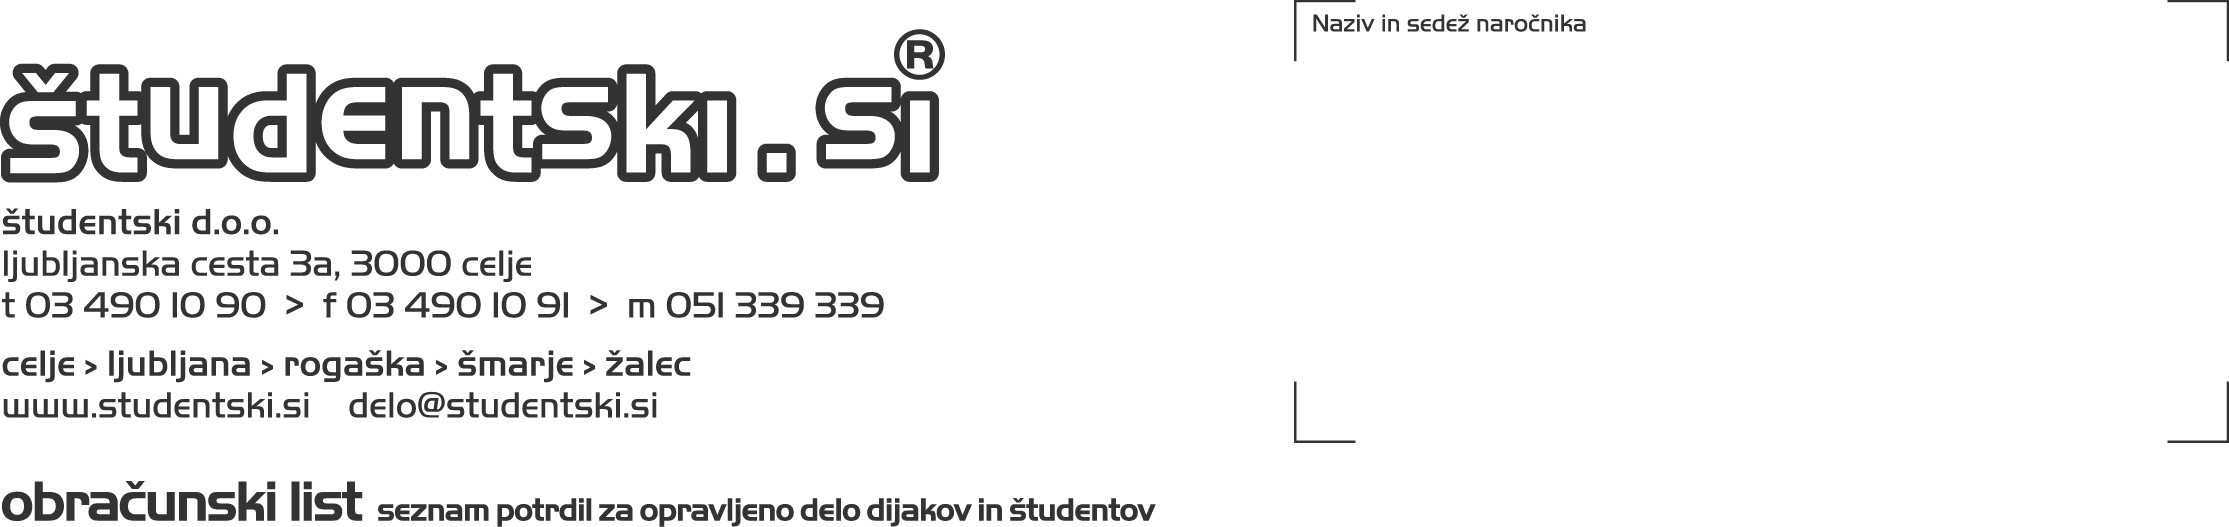 študentski.si®
študentski d.o.o.
ljubljanska cesta 3a, 3000 celje
t 03 490 10 90 > f 03 490 10 91 > m 051 339 339
celje > ljubljana > rogaška > šmarje > žalec
www.studentski.si delo@studentski.si
Naziv in sedež naročnika
obračunski list seznam potrdil za opravljeno delo dijakov in študentov